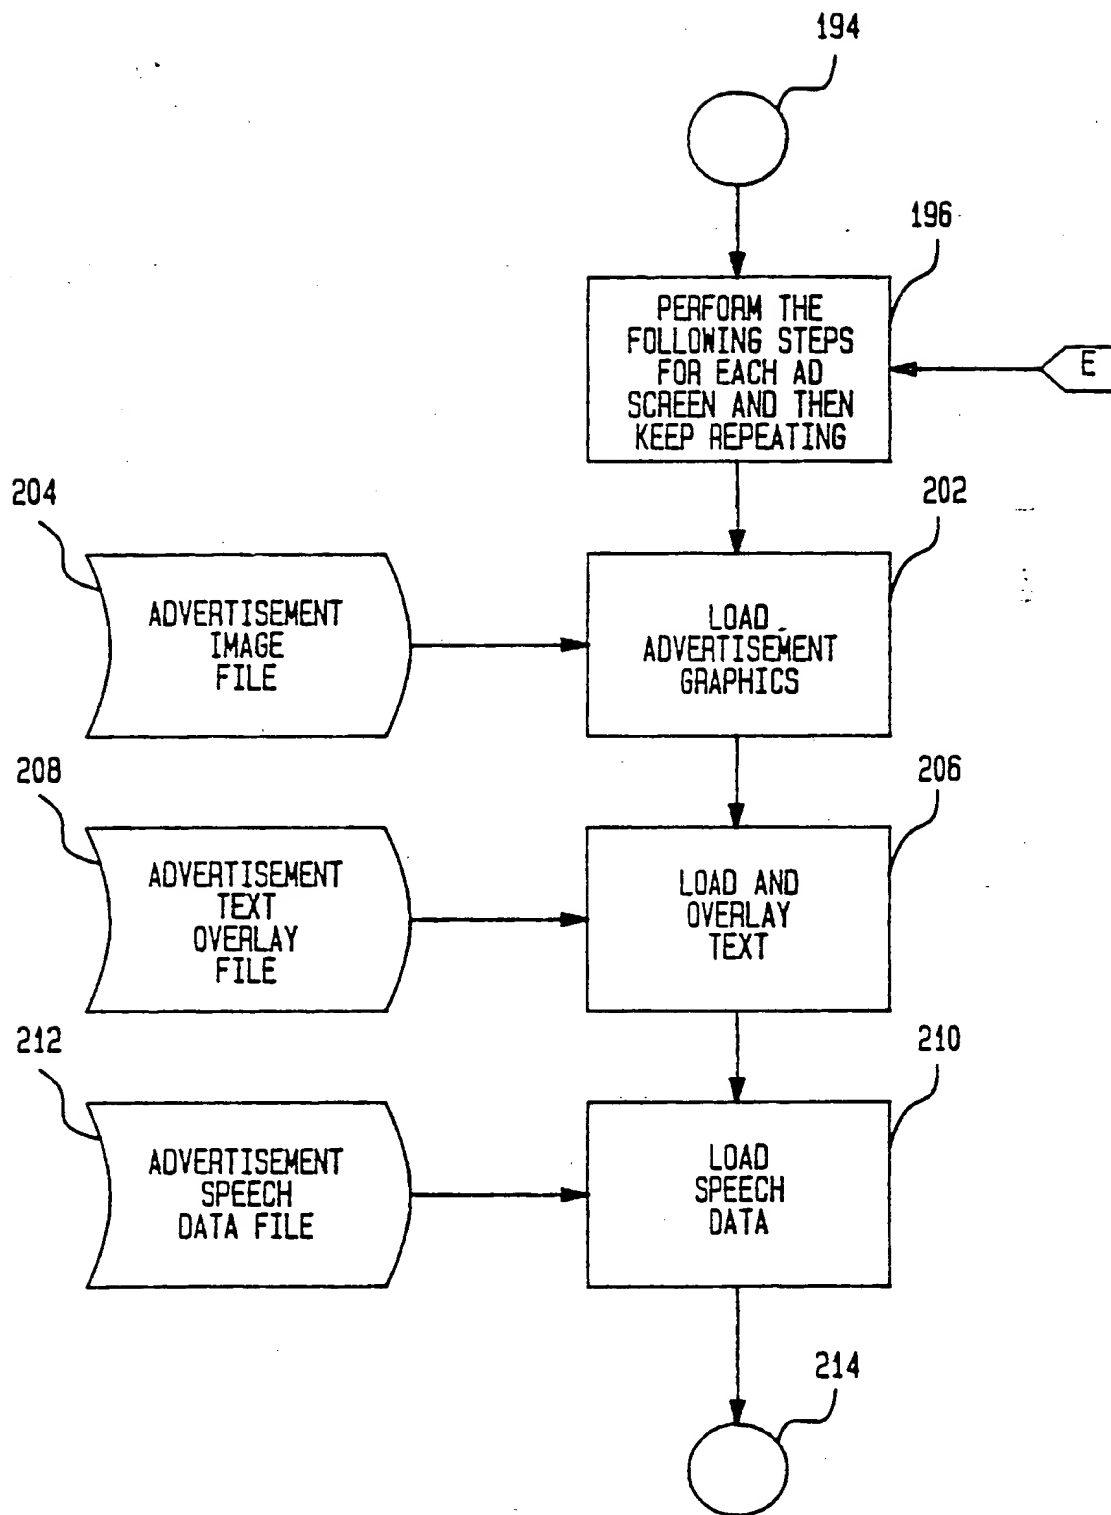 194
196
PERFORM THE
FOLLOWING STEPS
FOR EACH AD
SCREEN AND THEN
KEEP REPEATING
E
204
202
ADVERTISEMENT
IMAGE
FILE
LOAD
ADVERTISEMENT
GRAPHICS
208
206
ADVERTISEMENT
TEXT
OVERLAY
FILE
LOAD AND
OVERLAY
TEXT
212
210
ADVERTISEMENT
SPEECH
DATA FILE
LOAD
SPEECH
DATA
214